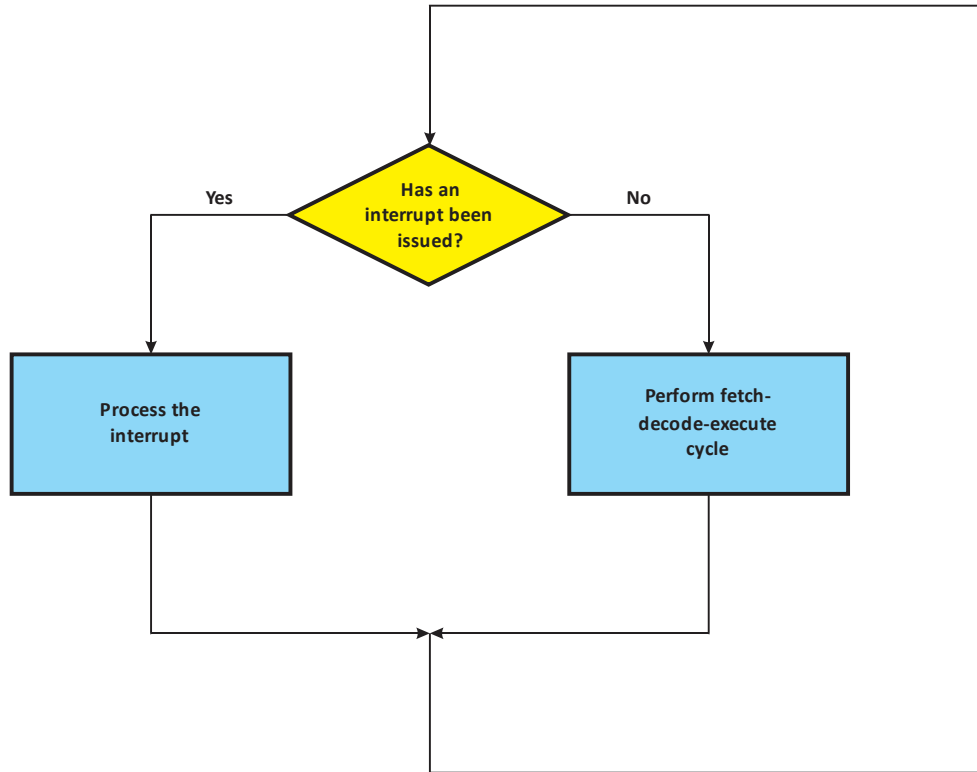 Has an
interrupt been
issued?
Yes
No
Process the
interrupt
Perform fetch-
decode-execute
cycle